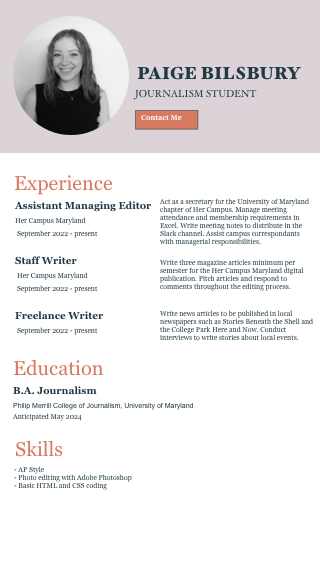 PAIGE BILSBURY
JOURNALISM STUDENT
Contact Me
Experience
Assistant Managing Editor
Her Campus Maryland
September 2022 - present
Act as a secretary for the University of Maryland
chapter of Her Campus. Manage meeting
attendance and membership requirements in
Excel. Write meeting notes to distribute in the
Slack channel. Assist campus correspondants
with managerial responsibilities.
Staff Writer
Her Campus Maryland
September 2022 - present
Write three magazine articles minimum per
semester for the Her Campus Maryland digital
publication. Pitch articles and respond to
comments throughout the editing process.
Freelance Writer
September 2022 - present
Write news articles to be published in local
newspapers such as Stories Beneath the Shell and
the College Park Here and Now. Conduct
interviews to write stories about local events.
Education
B.A. Journalism
Philip Merrill College of Journalism, University of Maryland
Anticipated May 2024
Skills
- AP Style
- Photo editing with Adobe Photoshop
- Basic HTML and CSS coding